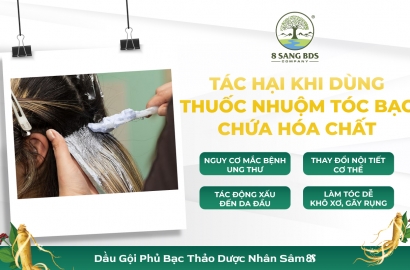 8 SANG BDS
COMPANY
TÁC HẠI KHI DÙNG
THUỐC NHUỘM TÓC BẠC
CHỨA HÓA CHẤT
NGUY CƠ MẮC BỆNH
UNG THƯ
THAY ĐỔI NỘI TIẾT
CƠ THỂ
TÁC ĐỘNG XẤU
ĐẾN DA ĐẦU
LÀM TÓC DỄ
KHÔ XƠ, GÃY RỤNG
Dầu Gội Phủ Bạc Thảo Dược Nhân Sâm